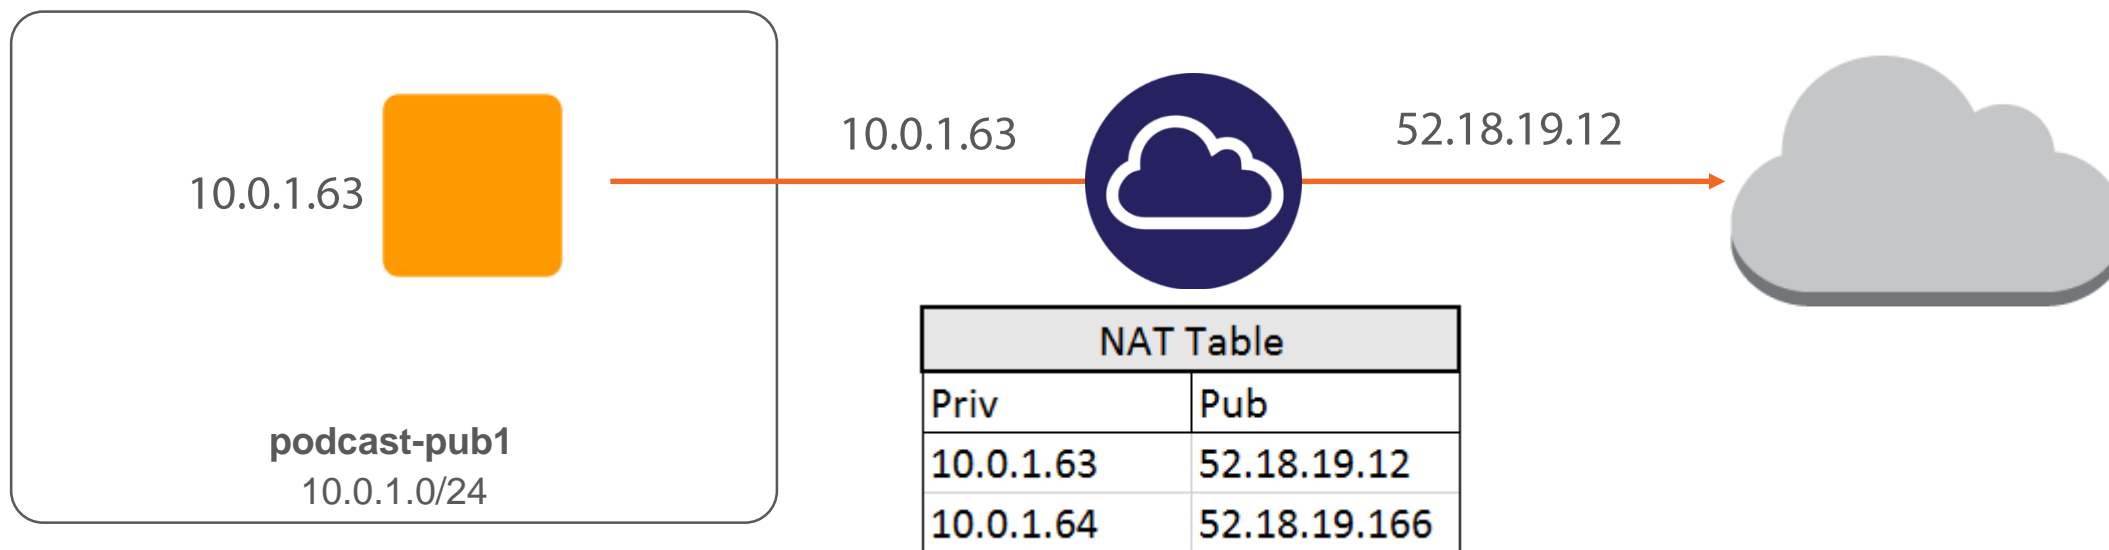 10.0.1.63
podcast-pub1
10.0.1.0/24
10.0.1.63
52.18.19.12
NAT Table
Priv Pub
10.0.1.63 52.18.19.12
10.0.1.64 52.18.19.166